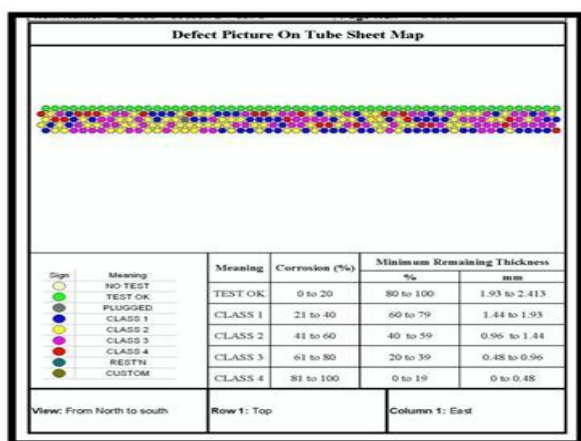 Defect Picture On Tube Sheet Map
Sign Meaning
NO TEST
TEST OK
PLUGGED
CLASS 1
CLASS 2
CLASS 3
CLASS 4
REST'N
CUSTOM
Meaning Corrosion (%) Minimum Remaining Thickness
% mm
TEST OK 0 to 20 80 to 100 1.93 to 2.413
CLASS 1 21 to 40 60 to 79 1.44 to 1.93
CLASS 2 41 to 60 40 to 59 0.96 to 1.44
CLASS 3 61 to 80 20 to 39 0.48 to 0.96
CLASS 4 81 to 100 0 to 19 0 to 0.48
View: From North to south Row 1: Top Column 1: East